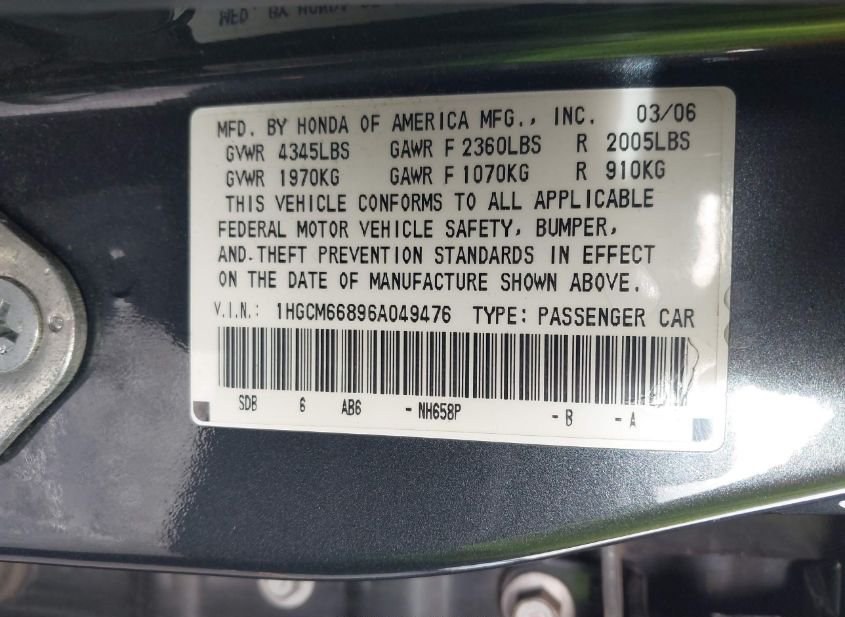 MFD. BY HONDA OF AMERICA MFG., INC. 03/06
GVWR 4345LBS GAWR F 2360LBS R 2005LBS
GVWR 1970KG GAWR F 1070KG R 910KG
THIS VEHICLE CONFORMS TO ALL APPLICABLE
FEDERAL MOTOR VEHICLE SAFETY, BUMPER,
AND THEFT PREVENTION STANDARDS IN EFFECT
ON THE DATE OF MANUFACTURE SHOWN ABOVE.
V.I.N.: 1HGCM66896A049476 TYPE: PASSENGER CAR
SDB 6 AB6 -NH658P -B -A